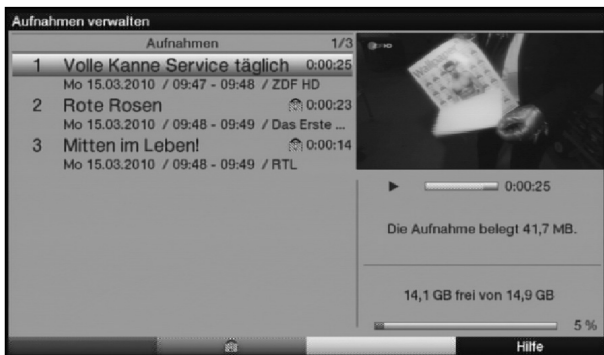 Aufnahmen verwalten
Aufnahmen 1/3
1 Volle Kanne Service täglich 0:00:25
Mo 15.03.2010 / 09:47 - 09:48 / ZDF HD
2 Rote Rosen 0:00:23
Mo 15.03.2010 / 09:48 - 09:49 / Das Erste ...
3 Mitten im Leben! 0:00:14
Mo 15.03.2010 / 09:48 - 09:49 / RTL
0:00:25
Die Aufnahme belegt 41,7 MB.
14,1 GB frei von 14,9 GB
5 %
Hilfe